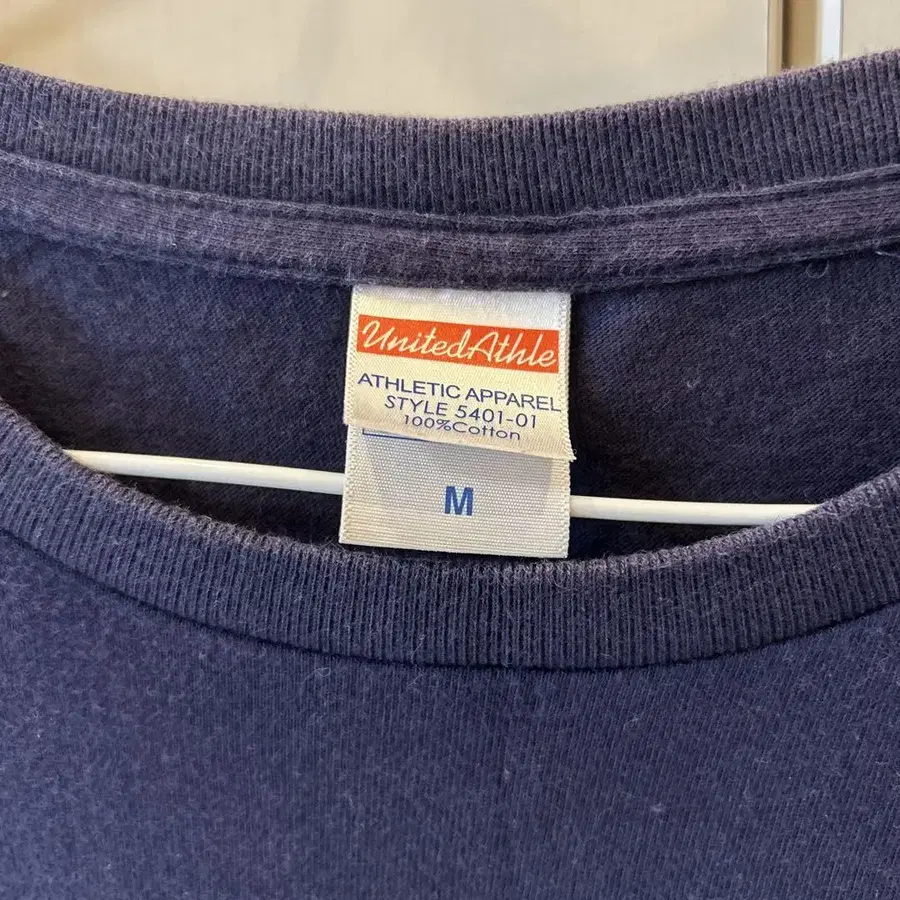 UnitedAthle
ATHLETIC APPAREL
STYLE 5401-01
100%Cotton
M